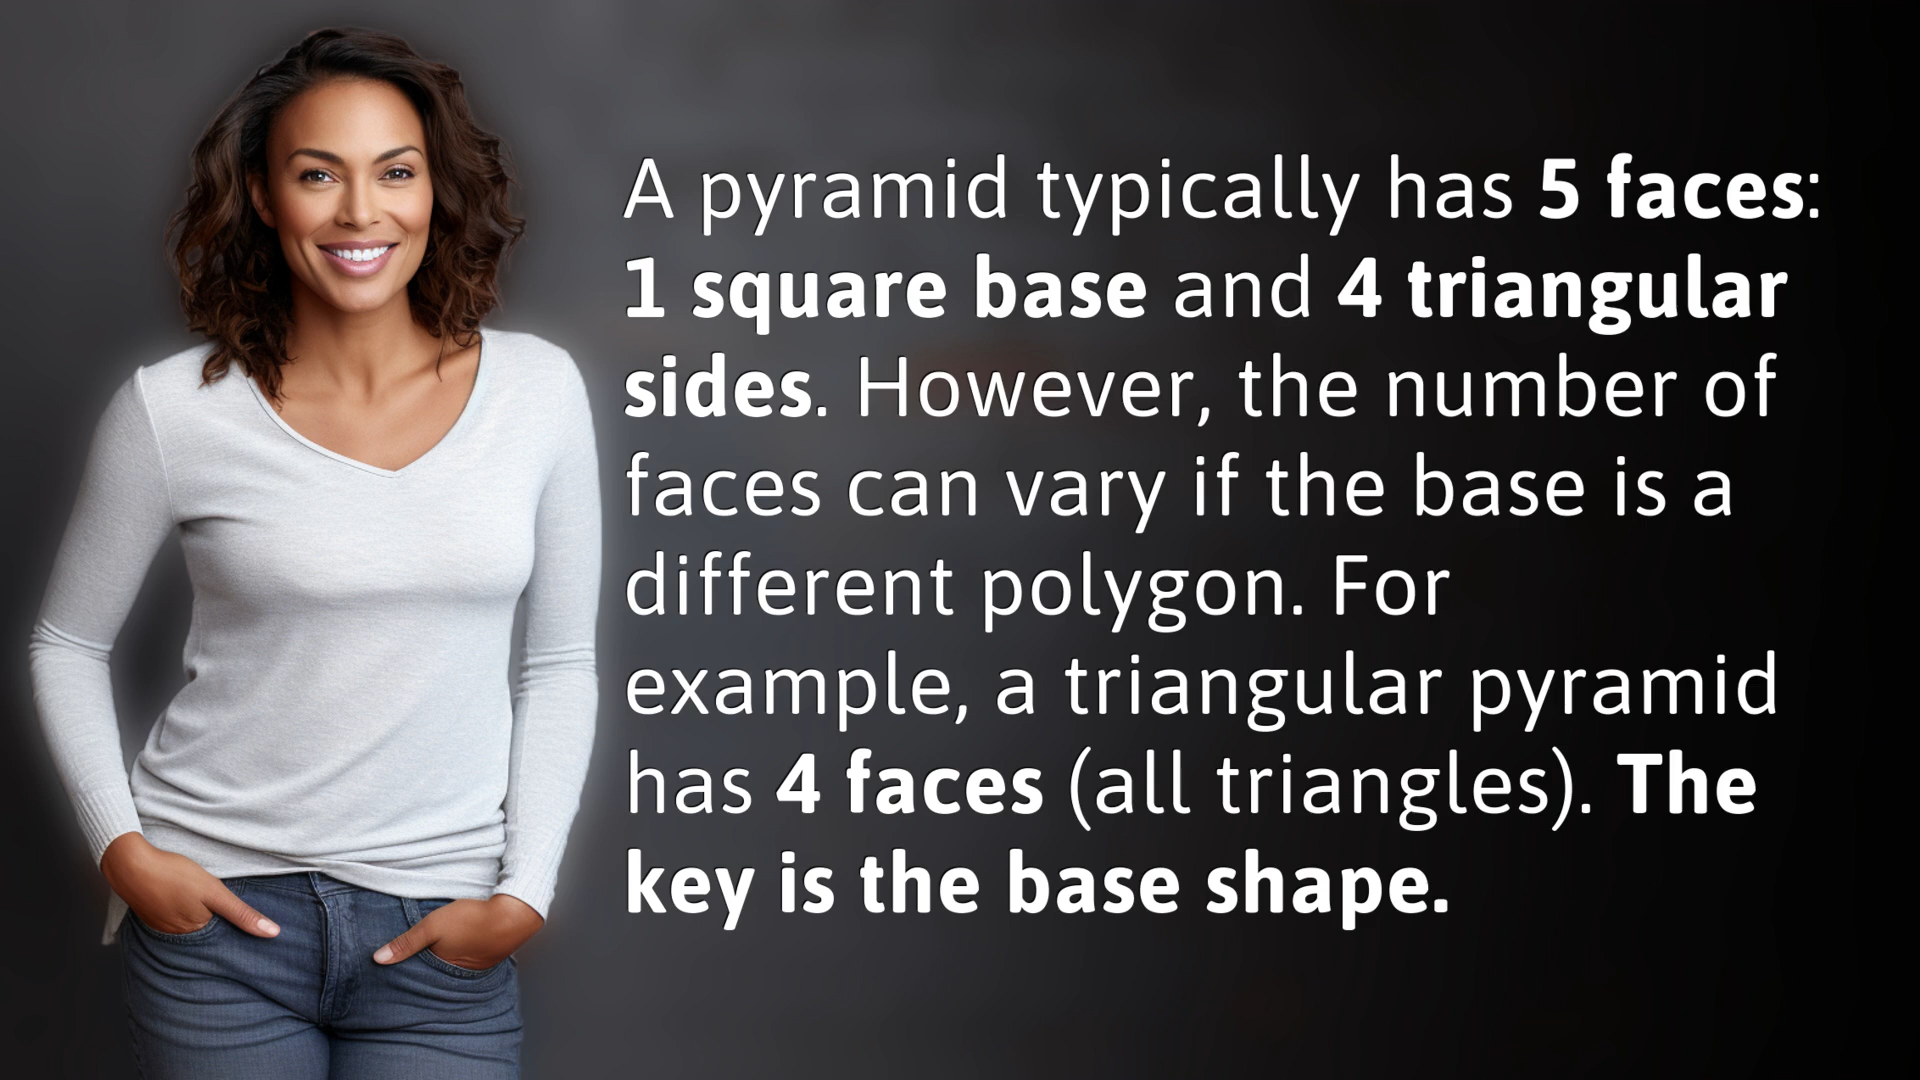 A pyramid typically has 5 faces:
1 square base and 4 triangular
sides. However, the number of
faces can vary if the base is a
different polygon. For
example, a triangular pyramid
has 4 faces (all triangles). The
key is the base shape.